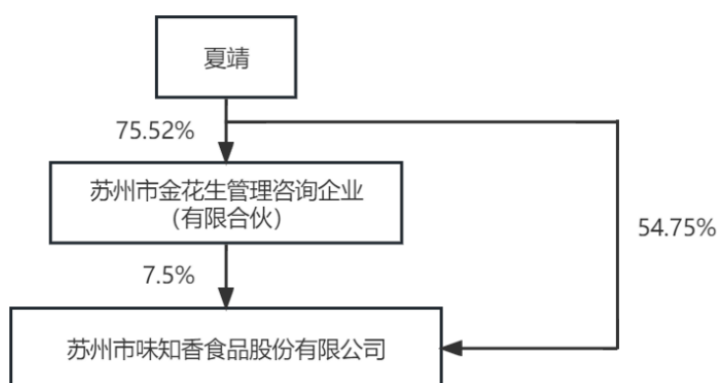 夏靖
75.52%
苏州市金花生管理咨询企业
（有限合伙）
54.75%
7.5%
苏州市味知香食品股份有限公司